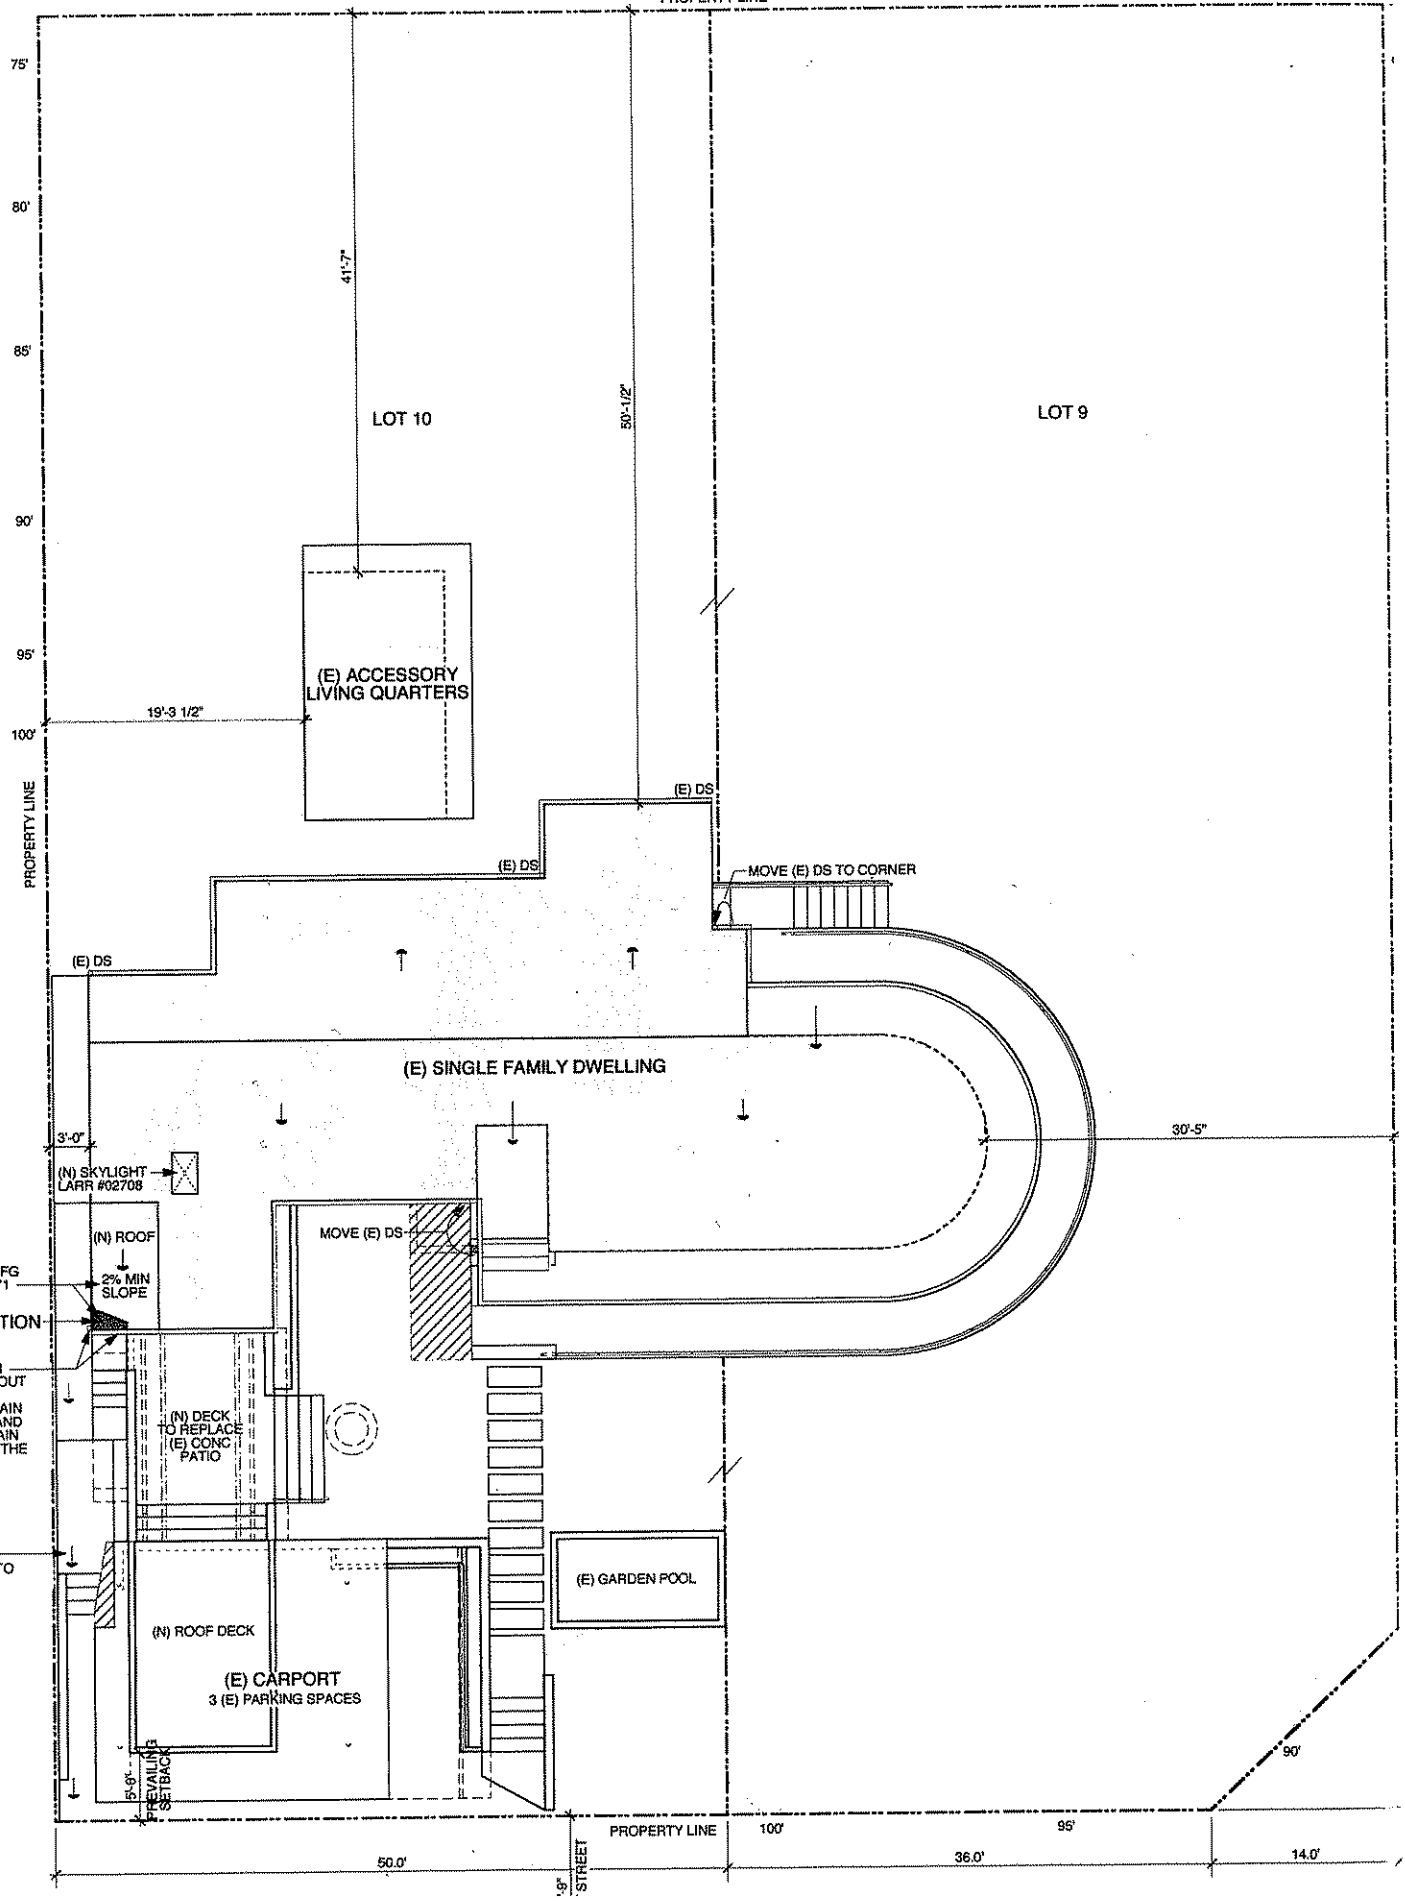 PROPERTY LINE
75'
80'
41'-7"
85'
50'-1/2"
LOT 10
LOT 9
90'
95'
(E) ACCESSORY
LIVING QUARTERS
19'-3 1/2"
100'
PROPERTY LINE
(E) DS
(E) DS
MOVE (E) DS TO CORNER
(E) DS
(E) SINGLE FAMILY DWELLING
3'-0"
30'-5"
(N) SKYLIGHT
LARR #02708
(N) ROOF
MOVE (E) DS
2% MIN
SLOPE
FG
TION
OUT
AIN
AND
AIN
THE
(N) DECK
TO REPLACE
(E) CONC
PATIO
TO
(E) GARDEN POOL
(N) ROOF DECK
(E) CARPORT
3 (E) PARKING SPACES
PREVAILING
SETBACK
90'
PROPERTY LINE
100'
95'
STREET
50.0'
36.0'
14.0'